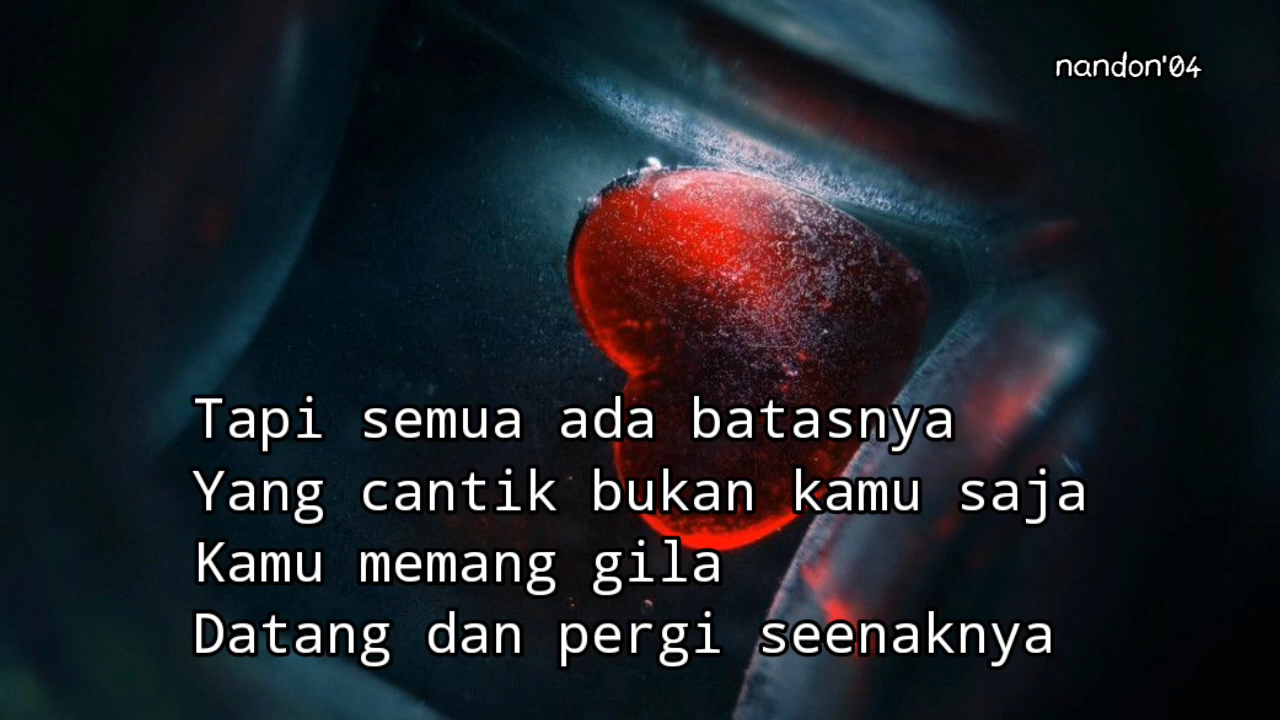 nandon'04
Tapi semua ada batasnya
Yang cantik bukan kamu saja
Kamu memang gila
Datang dan pergi seenaknya